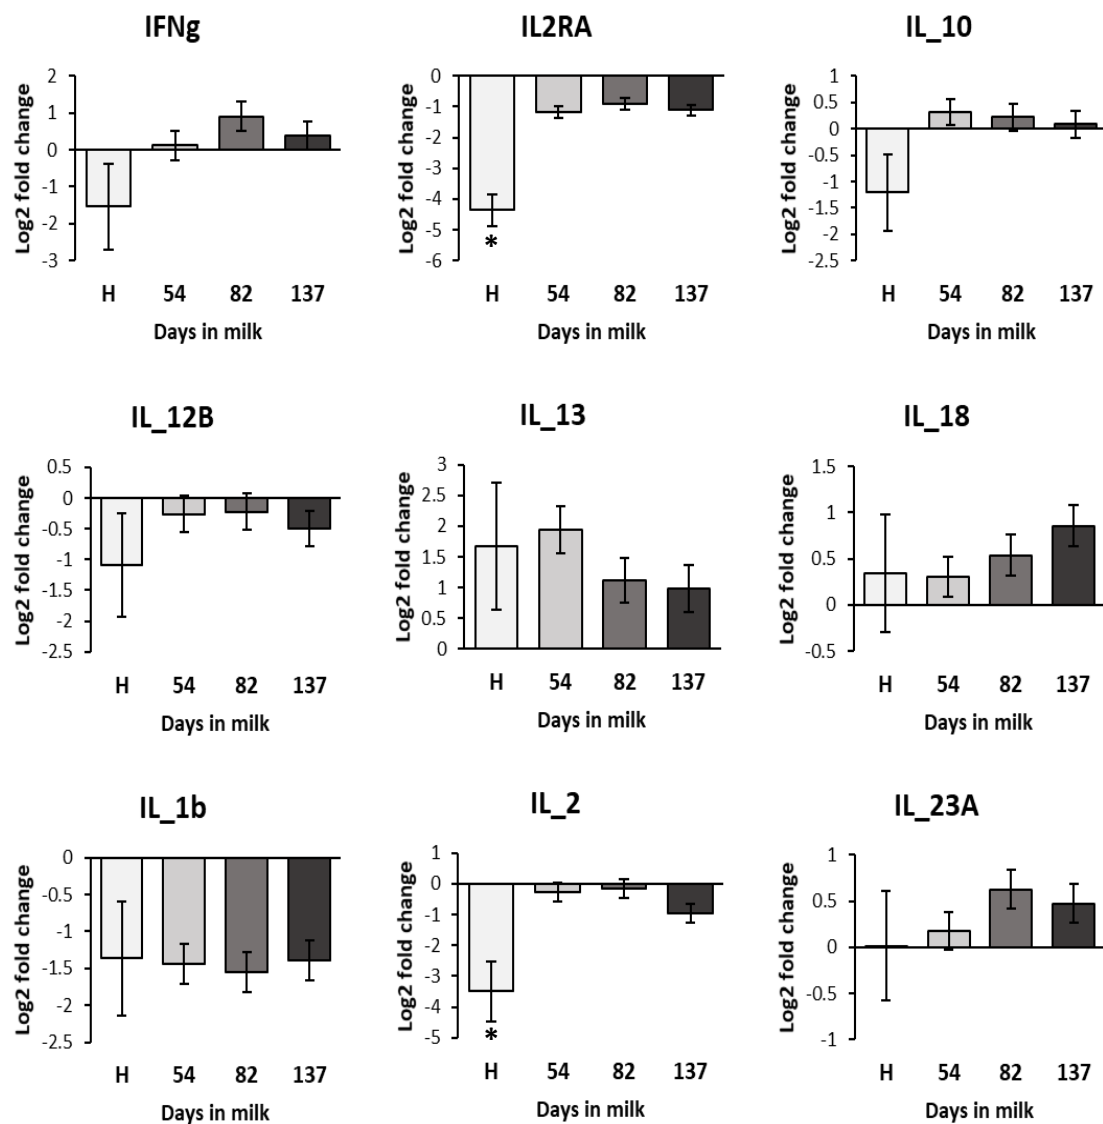 IFNg
IL2RA
IL_10
Log2 fold change
2
1
0
-1
-2
-3
H 54 82 137
Days in milk
Log2 fold change
0
-1
-2
-3
-4
-5
-6
*
H 54 82 137
Days in milk
Log2 fold change
1
0.5
0
-0.5
-1
-1.5
-2
-2.5
H 54 82 137
Days in milk
IL_12B
IL_13
IL_18
Log2 fold change
0.5
0
-0.5
-1
-1.5
-2
-2.5
H 54 82 137
Days in milk
Log2 fold change
3
2.5
2
1.5
1
0.5
0
H 54 82 137
Days in milk
Log2 fold change
1.5
1
0.5
0
-0.5
H 54 82 137
Days in milk
IL_1b
IL_2
IL_23A
Log2 fold change
0
-0.5
-1
-1.5
-2
-2.5
H 54 82 137
Days in milk
Log2 fold change
1
0
-1
-2
-3
-4
-5
*
H 54 82 137
Days in milk
Log2 fold change
1
0.5
0
-0.5
-1
H 54 82 137
Days in milk